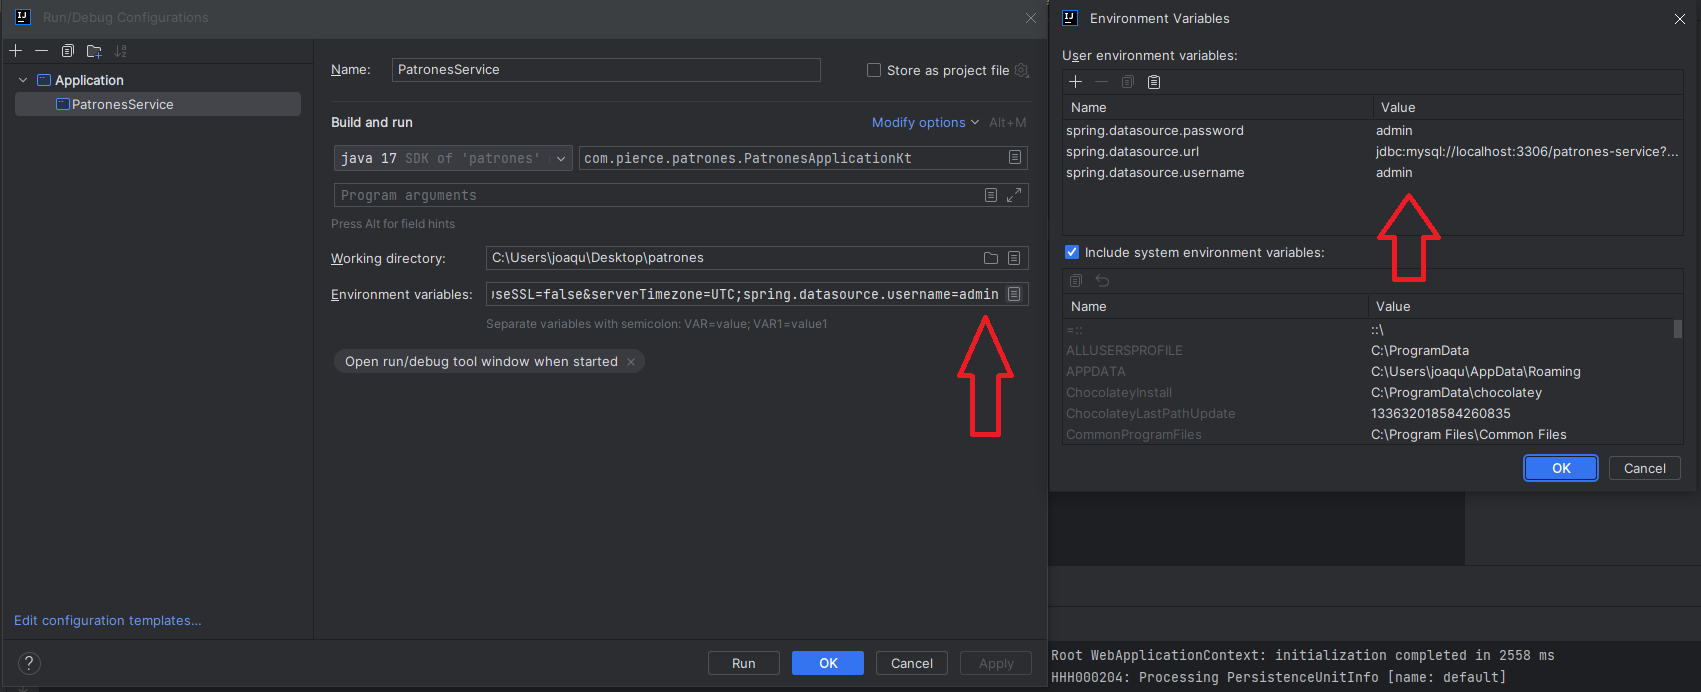 Run/Debug Configurations
Application
PatronesService
Edit configuration templates...
Name:
PatronesService
Store as project file
Build and run
Modify options
Alt+M
java 17 SDK of 'patrones'
com.pierce.patrones.PatronesApplicationKt
Program arguments
Press Alt for field hints
Working directory:
C:\Users\joaqu\Desktop\patrones
Environment variables:
useSSL=false&serverTimezone=UTC;spring.datasource.username=admin
Separate variables with semicolon: VAR=value; VAR1=value1
Open run/debug tool window when started
?
Run
OK
Cancel
Apply
Environment Variables
User environment variables:
Name Value
spring.datasource.password admin
spring.datasource.url jdbc:mysql://localhost:3306/patrones-service?...
spring.datasource.username admin
Include system environment variables:
Name Value
=:: ::\
ALLUSERSPROFILE C:\ProgramData
APPDATA C:\Users\joaqu\AppData\Roaming
ChocolateyInstall C:\ProgramData\chocolatey
ChocolateyLastPathUpdate 133632018584260835
CommonProgramFiles C:\Program Files\Common Files
OK
Cancel
Root WebApplicationContext: initialization completed in 2558 ms
HHH000204: Processing PersistenceUnitInfo [name: default]